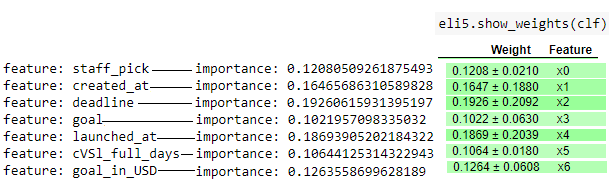 eli5.show_weights(clf)
Weight Feature
feature: staff_pick importance: 0.12080509261875493 0.1208 ± 0.0210 x0
feature: created_at importance: 0.16465686310589828 0.1647 ± 0.1880 x1
feature: deadline importance: 0.19260615931395197 0.1926 ± 0.2092 x2
feature: goal importance: 0.1021957098335032 0.1022 ± 0.0630 x3
feature: launched_at importance: 0.18693905202184322 0.1869 ± 0.2039 x4
feature: cVSl_full_days importance: 0.10644125314322943 0.1064 ± 0.0180 x5
feature: goal_in_USD importance: 0.1263558699628189 0.1264 ± 0.0608 x6